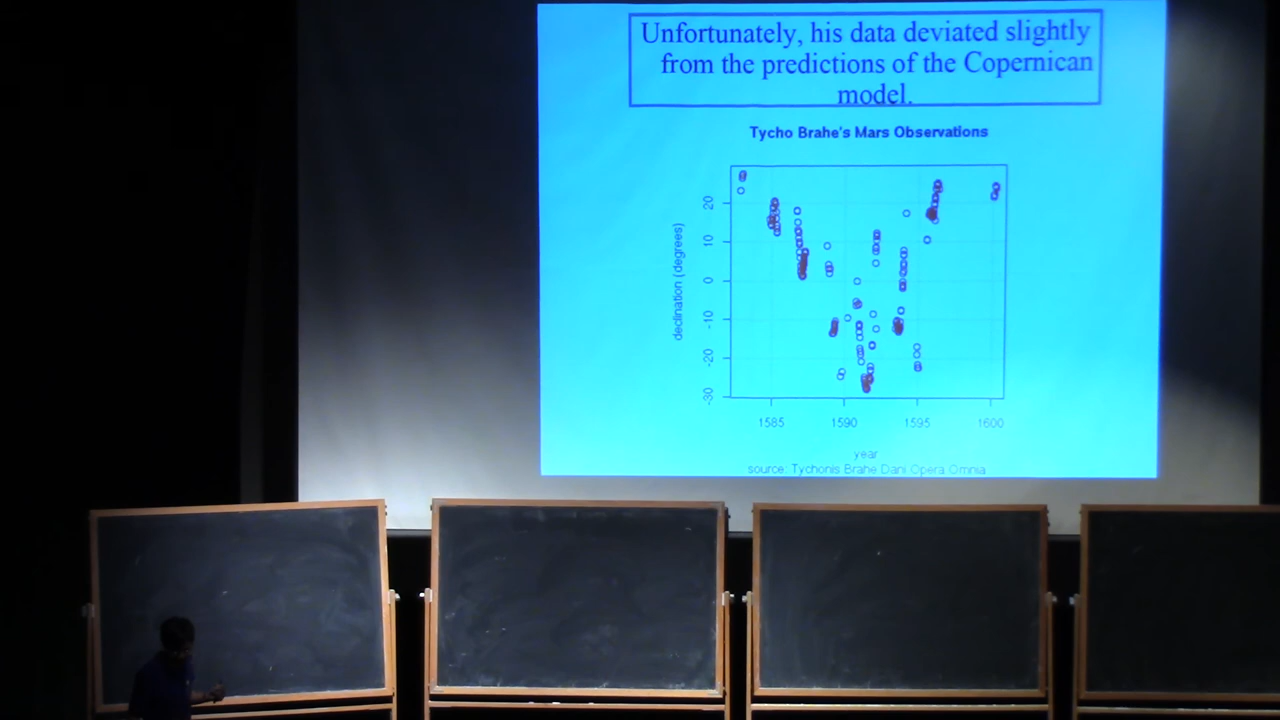 Unfortunately, his data deviated slightly
from the predictions of the Copernican
model.
Tycho Brahe's Mars Observations
declination (degrees)
20
10
0
-10
-20
-30
1585 1590 1595 1600
year
source: Tychonis Brahe Dani Opera Omnia